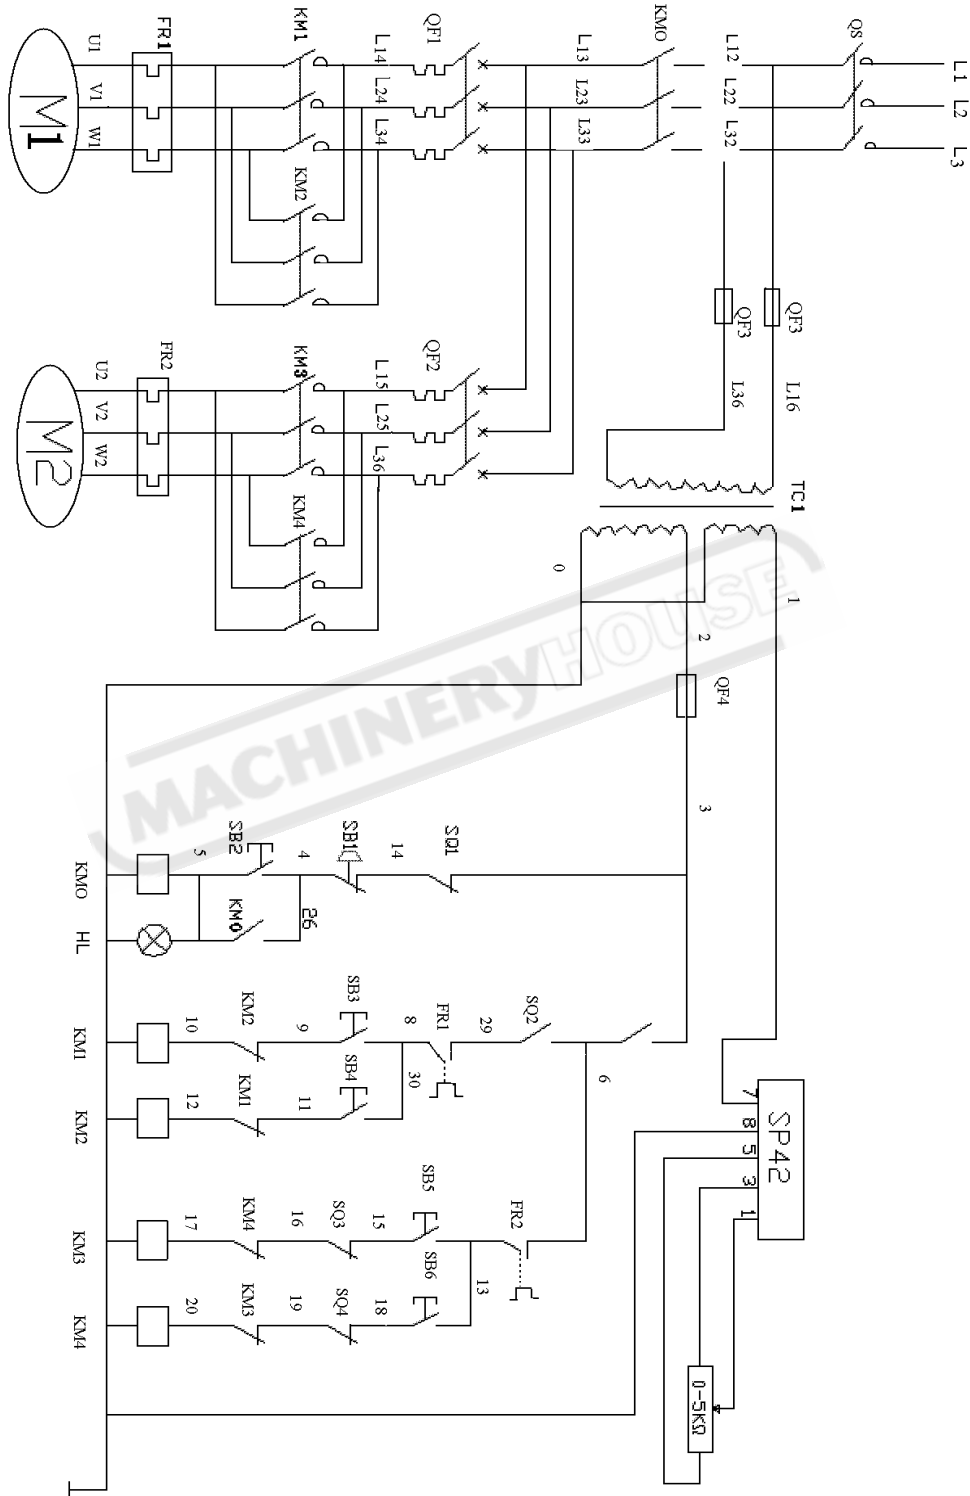 L1
L2
L3
QS
L12
L22
L32
KM0
L13
L23
L33
QF1
L14
L24
L34
KM1
KM2
FR1
U1
V1
W1
M1
QF3
QF3
L16
L36
TC1
QF2
L15
L25
L36
KM3
KM4
FR2
U2
V2
W2
M2
0
1
2
QF4
3
MACHINERYHOUSE
SQ1
14
SB1
4
SB2
5
26
KM0
KM0
HL
6
SQ2
29
FR1
8
30
SB3
9
KM2
10
KM1
SB4
11
KM1
12
KM2
FR2
13
SB5
15
SQ3
16
KM4
17
KM3
SB6
18
SQ4
19
KM3
20
KM4
SP42
7
8
5
3
1
0-5KΩ